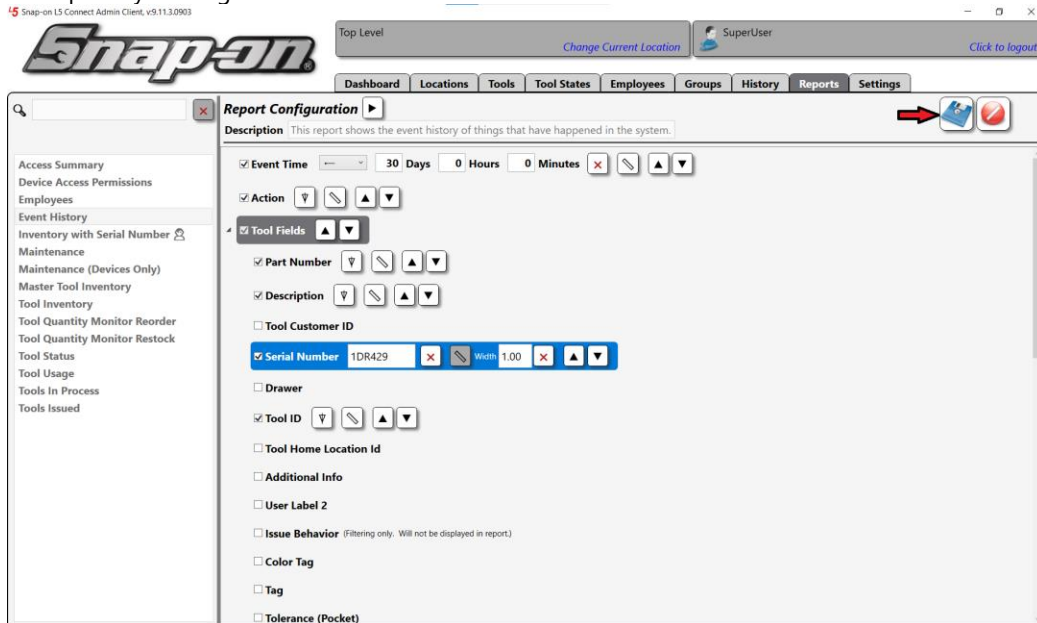 Snap-on L5 Connect Admin Client, v:9.11.3.0903
Snap-on
Top Level
Change Current Location
SuperUser
Click to logout
Dashboard Locations Tools Tool States Employees Groups History Reports Settings
Report Configuration
Description This report shows the event history of things that have happened in the system.
Access Summary
Device Access Permissions
Employees
Event History
Inventory with Serial Number
Maintenance
Maintenance (Devices Only)
Master Tool Inventory
Tool Inventory
Tool Quantity Monitor Reorder
Tool Quantity Monitor Restock
Tool Status
Tool Usage
Tools In Process
Tools Issued
Event Time 30 Days 0 Hours 0 Minutes
Action
Tool Fields
Part Number
Description
Tool Customer ID
Serial Number 1DR429 Width 1.00
Drawer
Tool ID
Tool Home Location Id
Additional Info
User Label 2
Issue Behavior (Filtering only. Will not be displayed in report.)
Color Tag
Tag
Tolerance (Pocket)